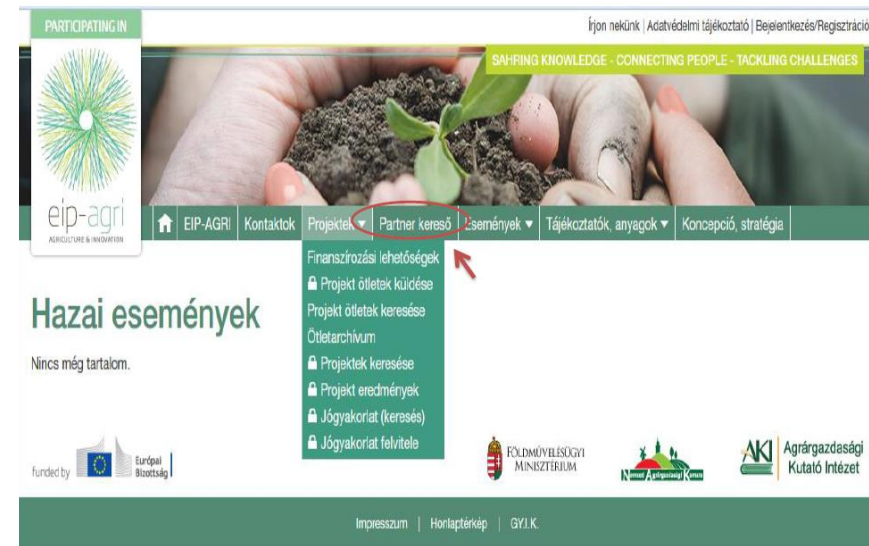 PARTICIPATING IN
Írjon nekünk | Adatvédelmi tájékoztató | Bejelentkezés/Regisztráció
SAHRING KNOWLEDGE - CONNECTING PEOPLE - TACKLING CHALLENGES
eip-agri
AGRICULTURE & INNOVATION
EIP-AGRI Kontaktok Projektek ▾ Partner kereső Események ▾ Tájékoztatók, anyagok ▾ Koncepció, stratégia
Finanszírozási lehetőségek
Projekt ötletek küldése
Projekt ötletek keresése
Ötletarchívum
Projektek keresése
Projekt eredmények
Jógyakorlat (keresés)
Jógyakorlat felvitele
Hazai események
Nincs még tartalom.
funded by
Európai
Bizottság
FÖLDMŰVELÉSÜGYI
MINISZTÉRIUM
Nemzeti Agrárgazdasági Kamara
AKI
Agrárgazdasági
Kutató Intézet
Impresszum | Honlaptérkép | GY.I.K.